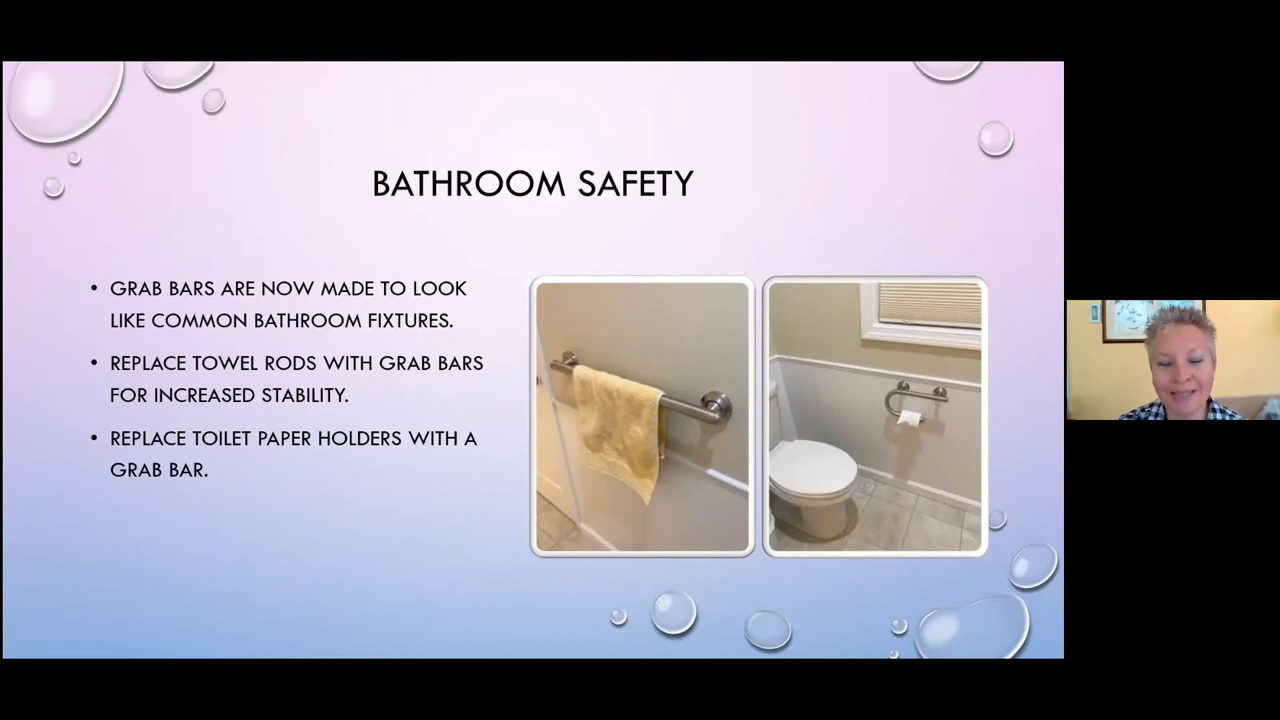 BATHROOM SAFETY
• GRAB BARS ARE NOW MADE TO LOOK
LIKE COMMON BATHROOM FIXTURES.
• REPLACE TOWEL RODS WITH GRAB BARS
FOR INCREASED STABILITY.
• REPLACE TOILET PAPER HOLDERS WITH A
GRAB BAR.